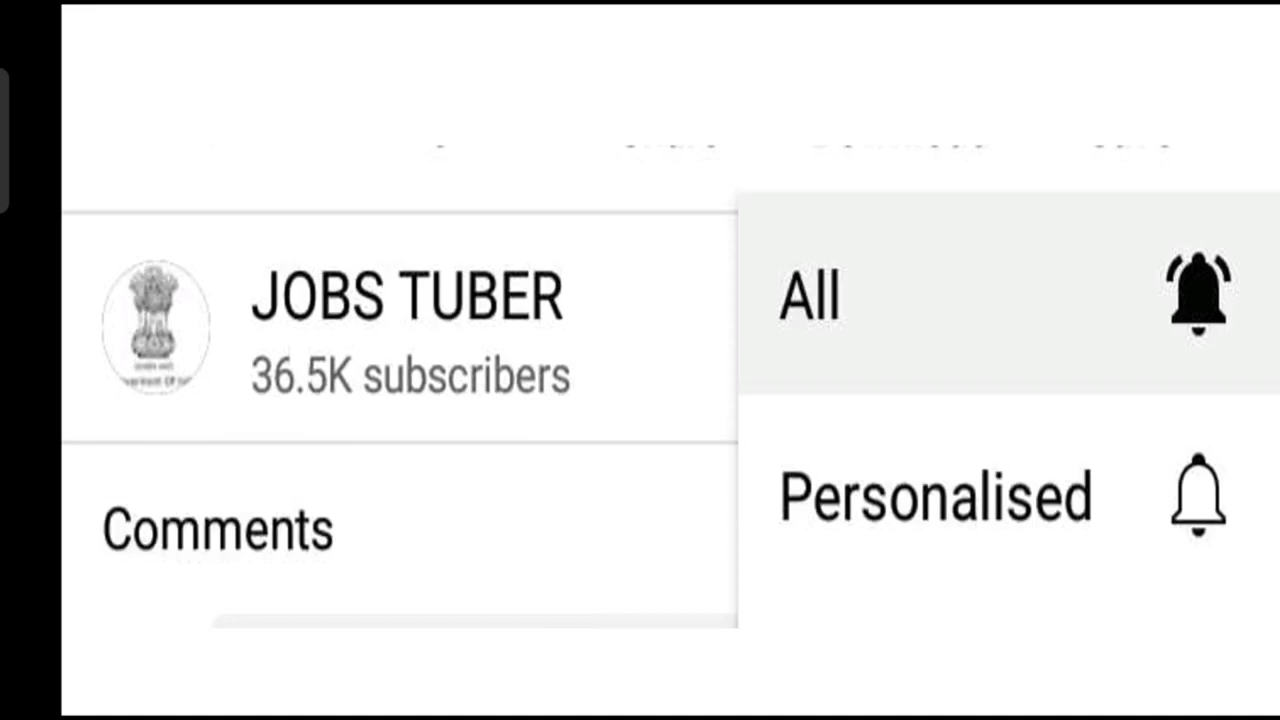 JOBS TUBER
36.5K subscribers
Comments
All
Personalised